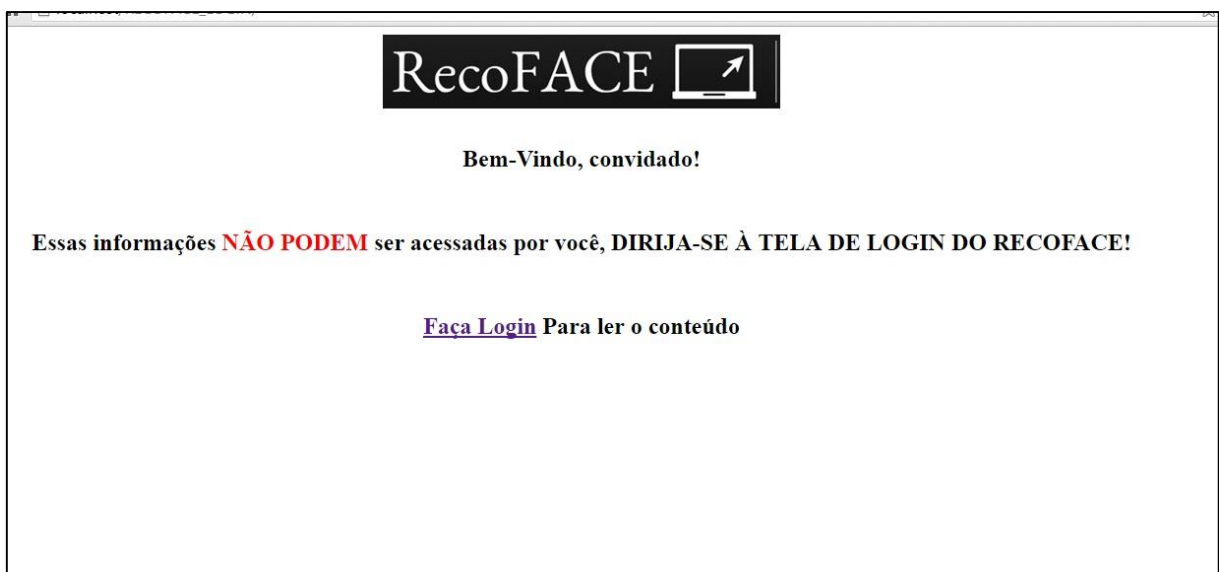 RecoFACE
Bem-Vindo, convidado!
Essas informações NÃO PODEM ser acessadas por você, DIRIJA-SE À TELA DE LOGIN DO RECOFACE!
Faça Login Para ler o conteúdo